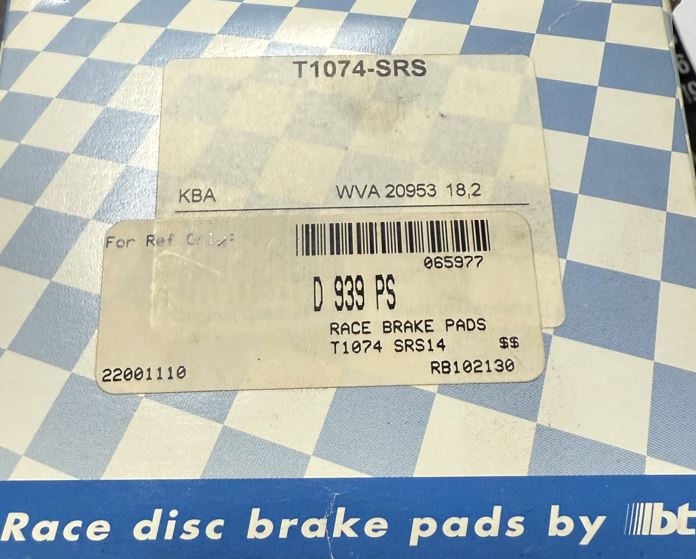 T1074-SRS
KBA WVA 20953 18,2
For Ref Only:
065977
D 939 PS
RACE BRAKE PADS
T1074 SRS14 $$
22001110 RB102130
Race disc brake pads by bt